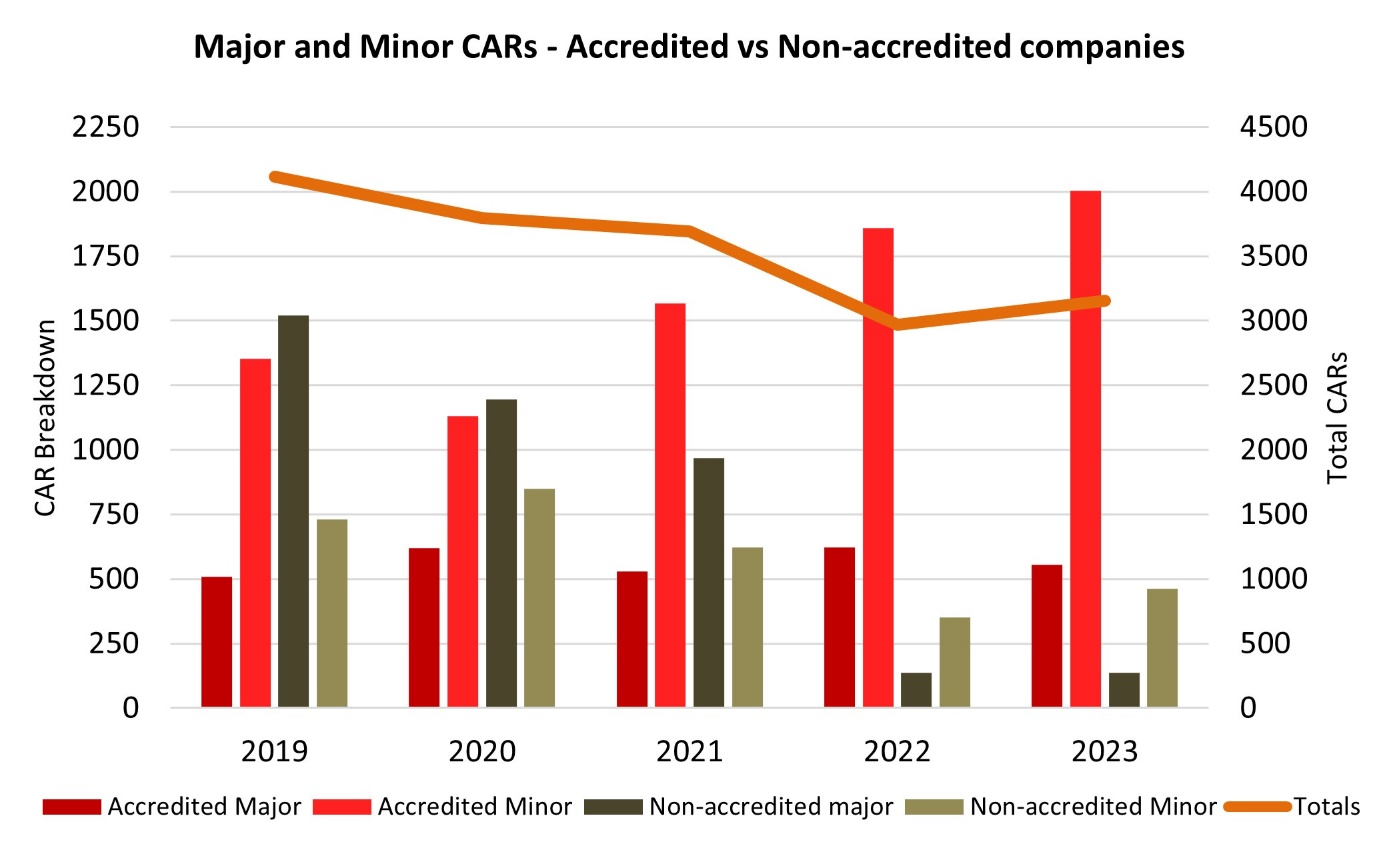 Major and Minor CARs - Accredited vs Non-accredited companies
2250 4500
2000 4000
1750 3500
1500 3000
1250 2500
1000 2000
750 1500
500 1000
250 500
0 0
CAR Breakdown
Total CARs
2019 2020 2021 2022 2023
Accredited Major Accredited Minor Non-accredited major Non-accredited Minor Totals